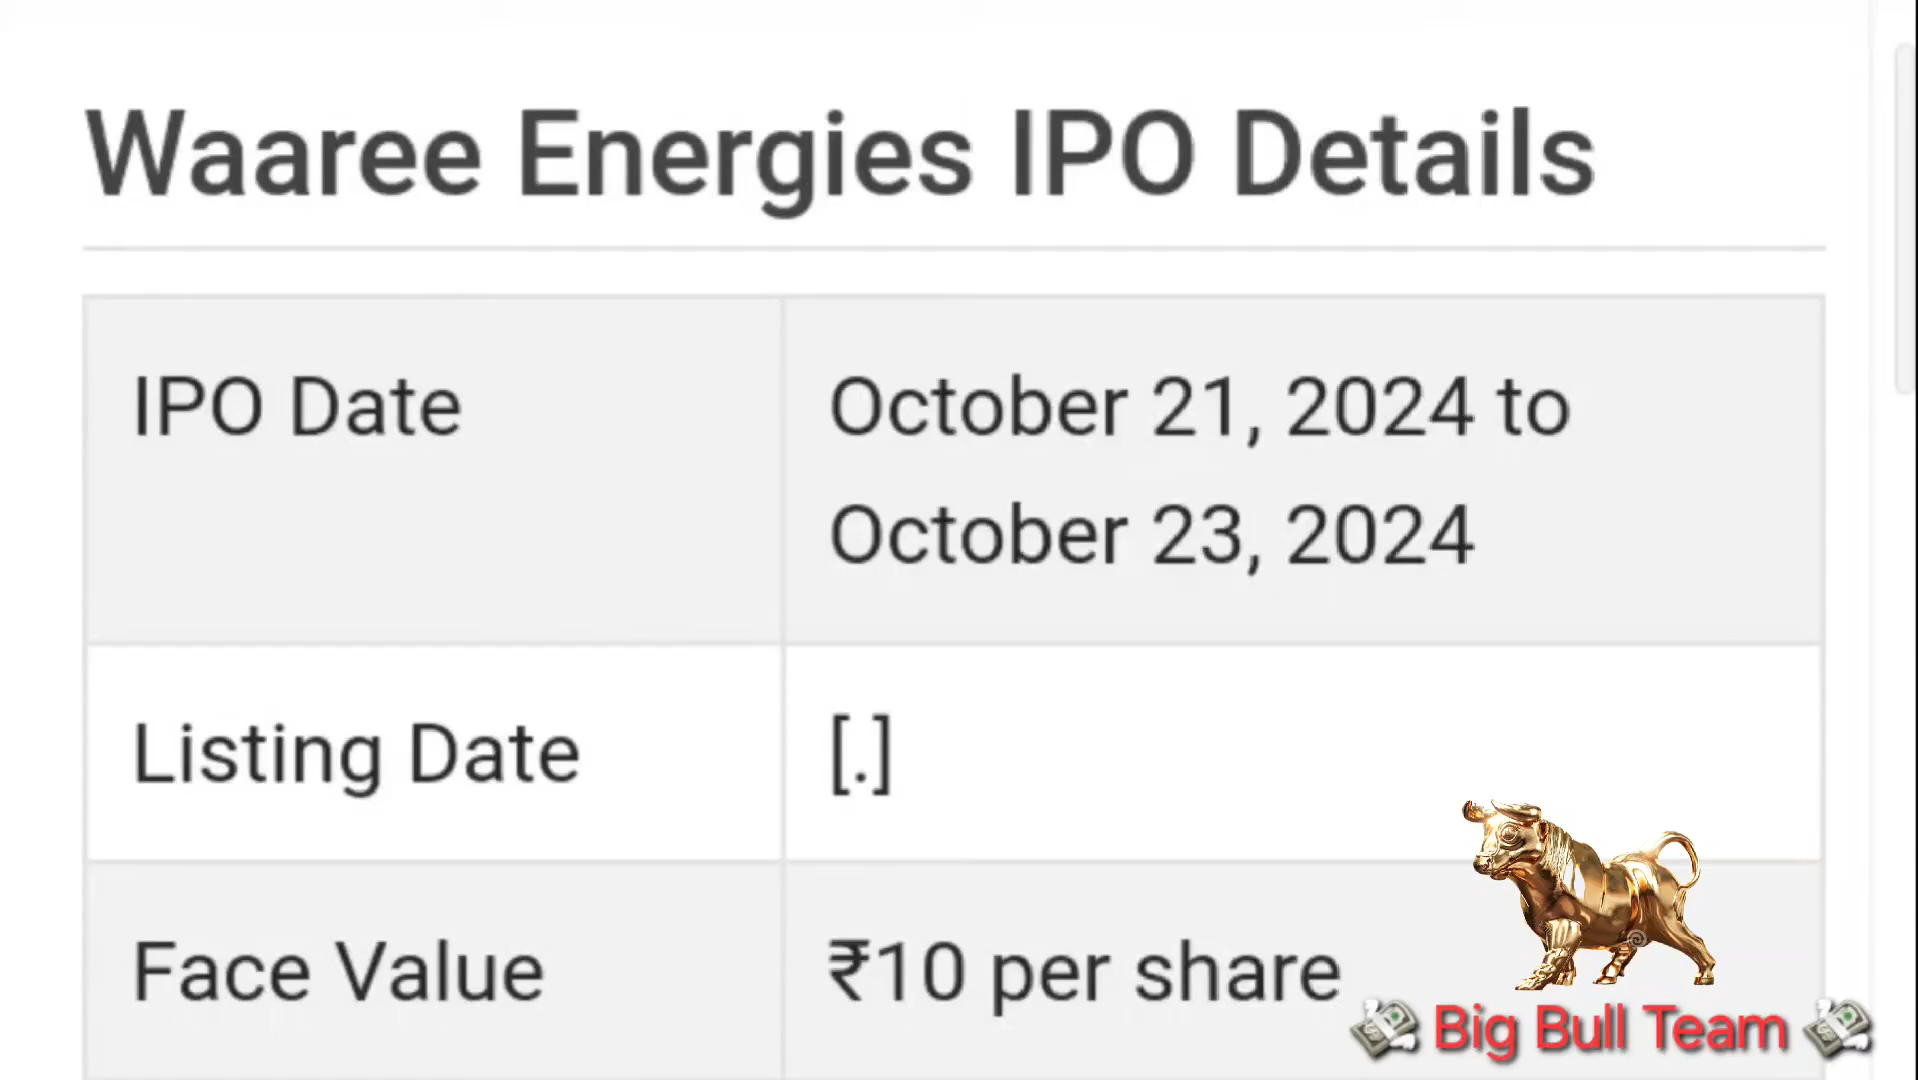 Waaree Energies IPO Details
IPO Date
October 21, 2024 to
October 23, 2024
Listing Date
[.]
Face Value
₹10 per share
Big Bull Team